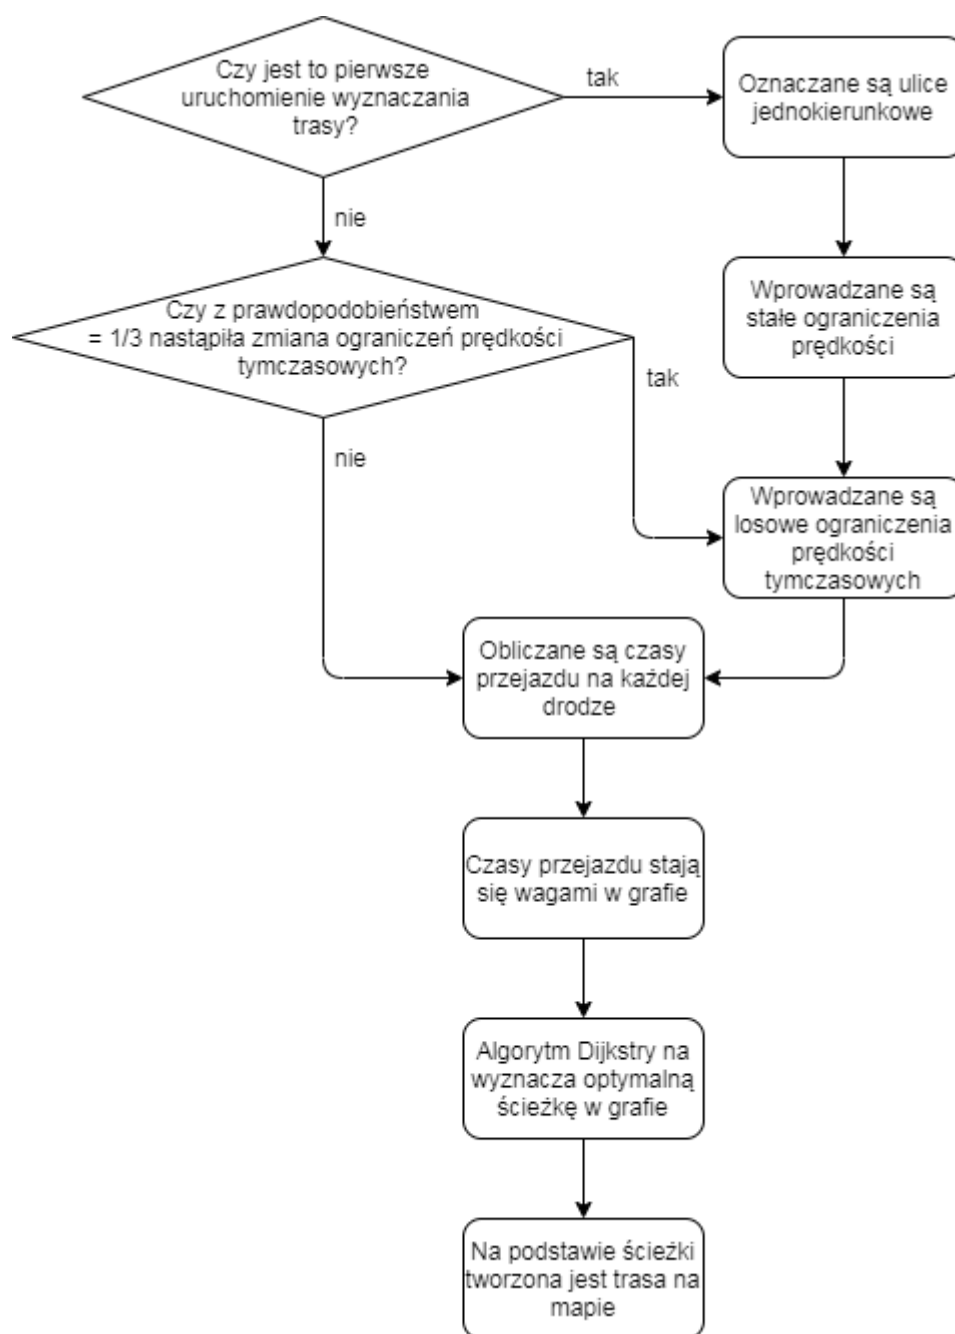 Czy jest to pierwsze
uruchomienie wyznaczania
trasy?
tak
Oznaczane są ulice
jednokierunkowe
nie
Czy z prawdopodobieństwem
= 1/3 nastąpiła zmiana ograniczeń prędkości
tymczasowych?
tak
nie
Wprowadzane są
stałe ograniczenia
prędkości
Wprowadzane są
losowe ograniczenia
prędkości
tymczasowych
Obliczane są czasy
przejazdu na każdej
drodze
Czasy przejazdu stają
się wagami w grafie
Algorytm Dijkstry na
wyznacza optymalną
ścieżkę w grafie
Na podstawie ścieżki
tworzona jest trasa na
mapie